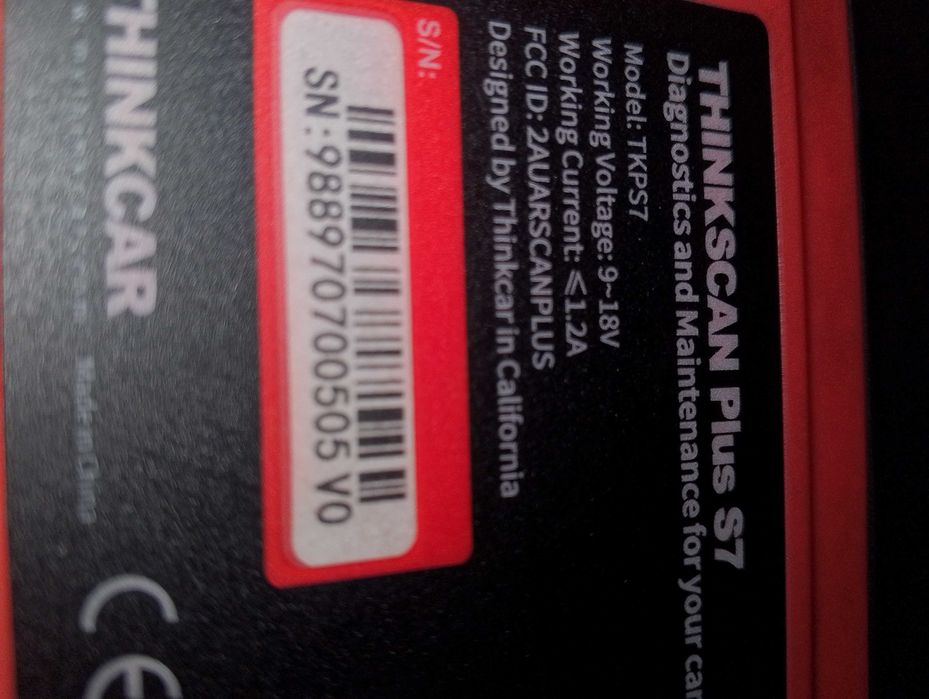 THINKSCAN Plus S7
Diagnostics and Maintenance for your car
Model: TKPS7
Working Voltage: 9~18V
Working Current: ≤1.2A
FCC ID: 2AUARSCANPLUS
Designed by Thinkcar in California
S/N:
SN:988970700505 V0
THINKCAR
Made in China
CE